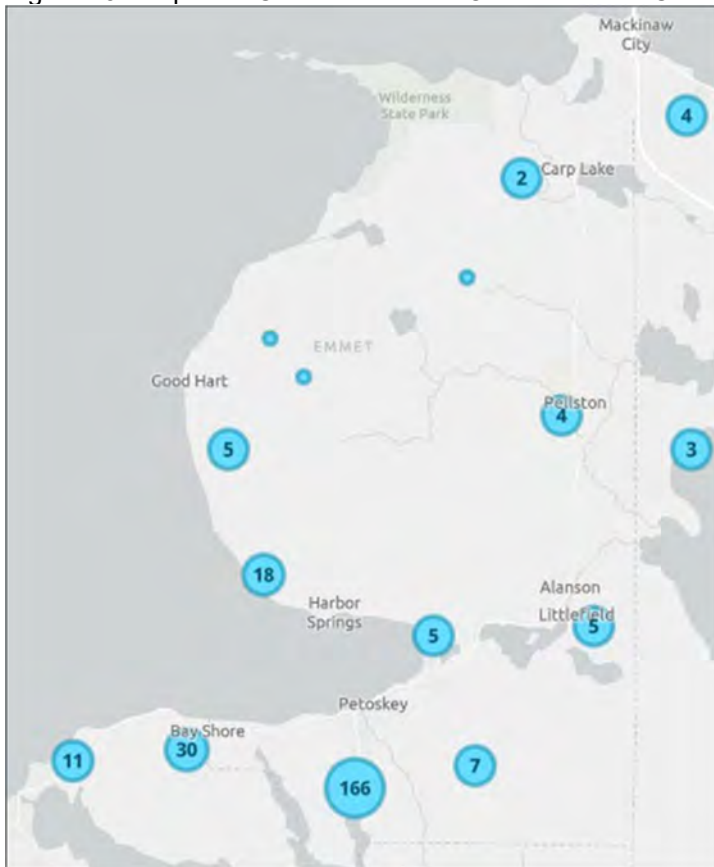 Mackinaw
City
Wilderness
State Park
4
2
Carp Lake
EMMET
Good Hart
Pellston
4
5
3
18
Alanson
Harbor
Springs
Littlefield
5
5
Petoskey
Bay Shore
30
11
7
166